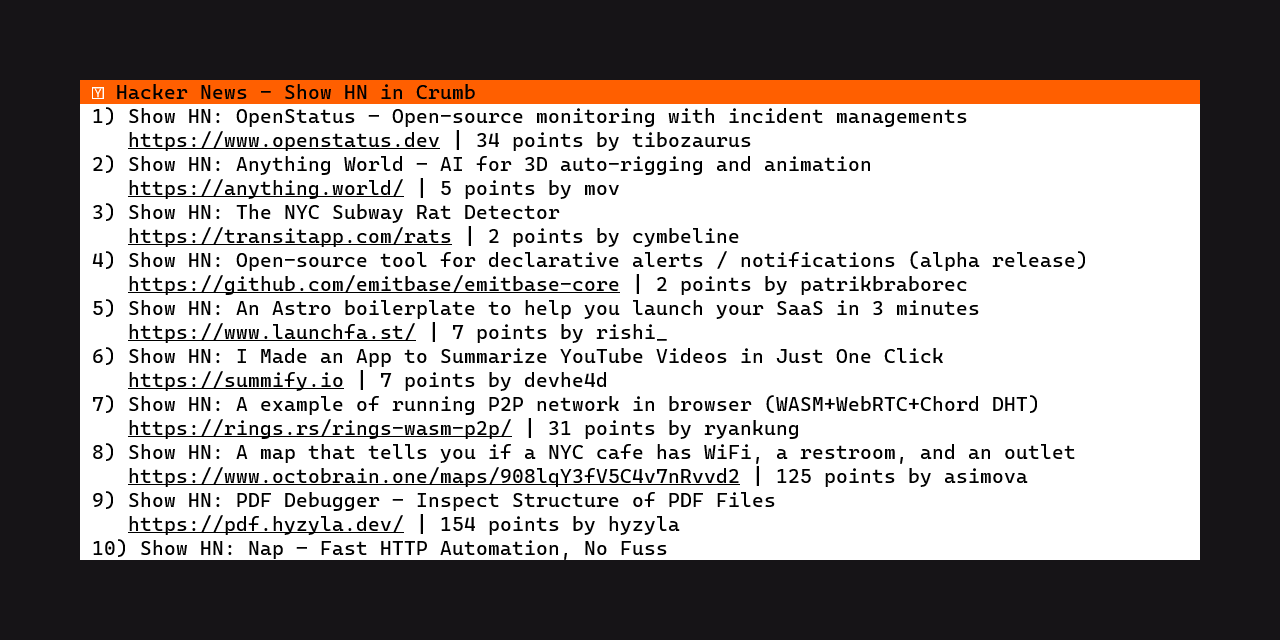 🅈 Hacker News – Show HN in Crumb
1) Show HN: OpenStatus – Open-source monitoring with incident managements
https://www.openstatus.dev | 34 points by tibozaurus
2) Show HN: Anything World – AI for 3D auto-rigging and animation
https://anything.world/ | 5 points by mov
3) Show HN: The NYC Subway Rat Detector
https://transitapp.com/rats | 2 points by cymbeline
4) Show HN: Open-source tool for declarative alerts / notifications (alpha release)
https://github.com/emitbase/emitbase-core | 2 points by patrikbraborec
5) Show HN: An Astro boilerplate to help you launch your SaaS in 3 minutes
https://www.launchfa.st/ | 7 points by rishi_
6) Show HN: I Made an App to Summarize YouTube Videos in Just One Click
https://summify.io | 7 points by devhe4d
7) Show HN: A example of running P2P network in browser (WASM+WebRTC+Chord DHT)
https://rings.rs/rings-wasm-p2p/ | 31 points by ryankung
8) Show HN: A map that tells you if a NYC cafe has WiFi, a restroom, and an outlet
https://www.octobrain.one/maps/908lqY3fV5C4v7nRvvd2 | 125 points by asimova
9) Show HN: PDF Debugger – Inspect Structure of PDF Files
https://pdf.hyzyla.dev/ | 154 points by hyzyla
10) Show HN: Nap – Fast HTTP Automation, No Fuss